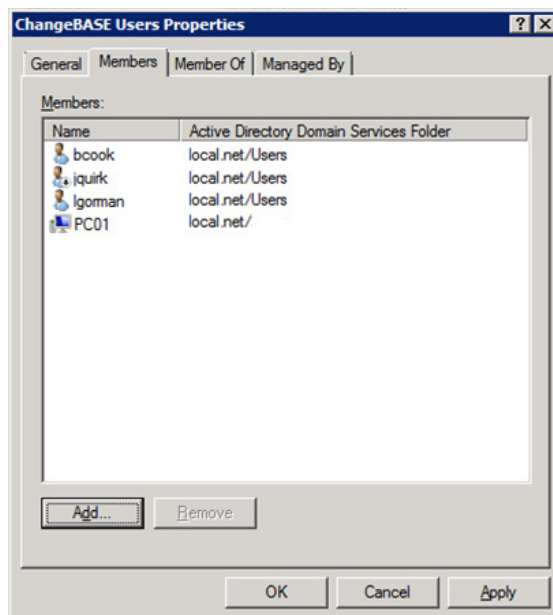 ChangeBASE Users Properties
General Members Member Of Managed By
Members:
Name Active Directory Domain Services Folder
bcook local.net/Users
jquirk local.net/Users
lgorman local.net/Users
PC01 local.net/
Add... Remove
OK Cancel Apply